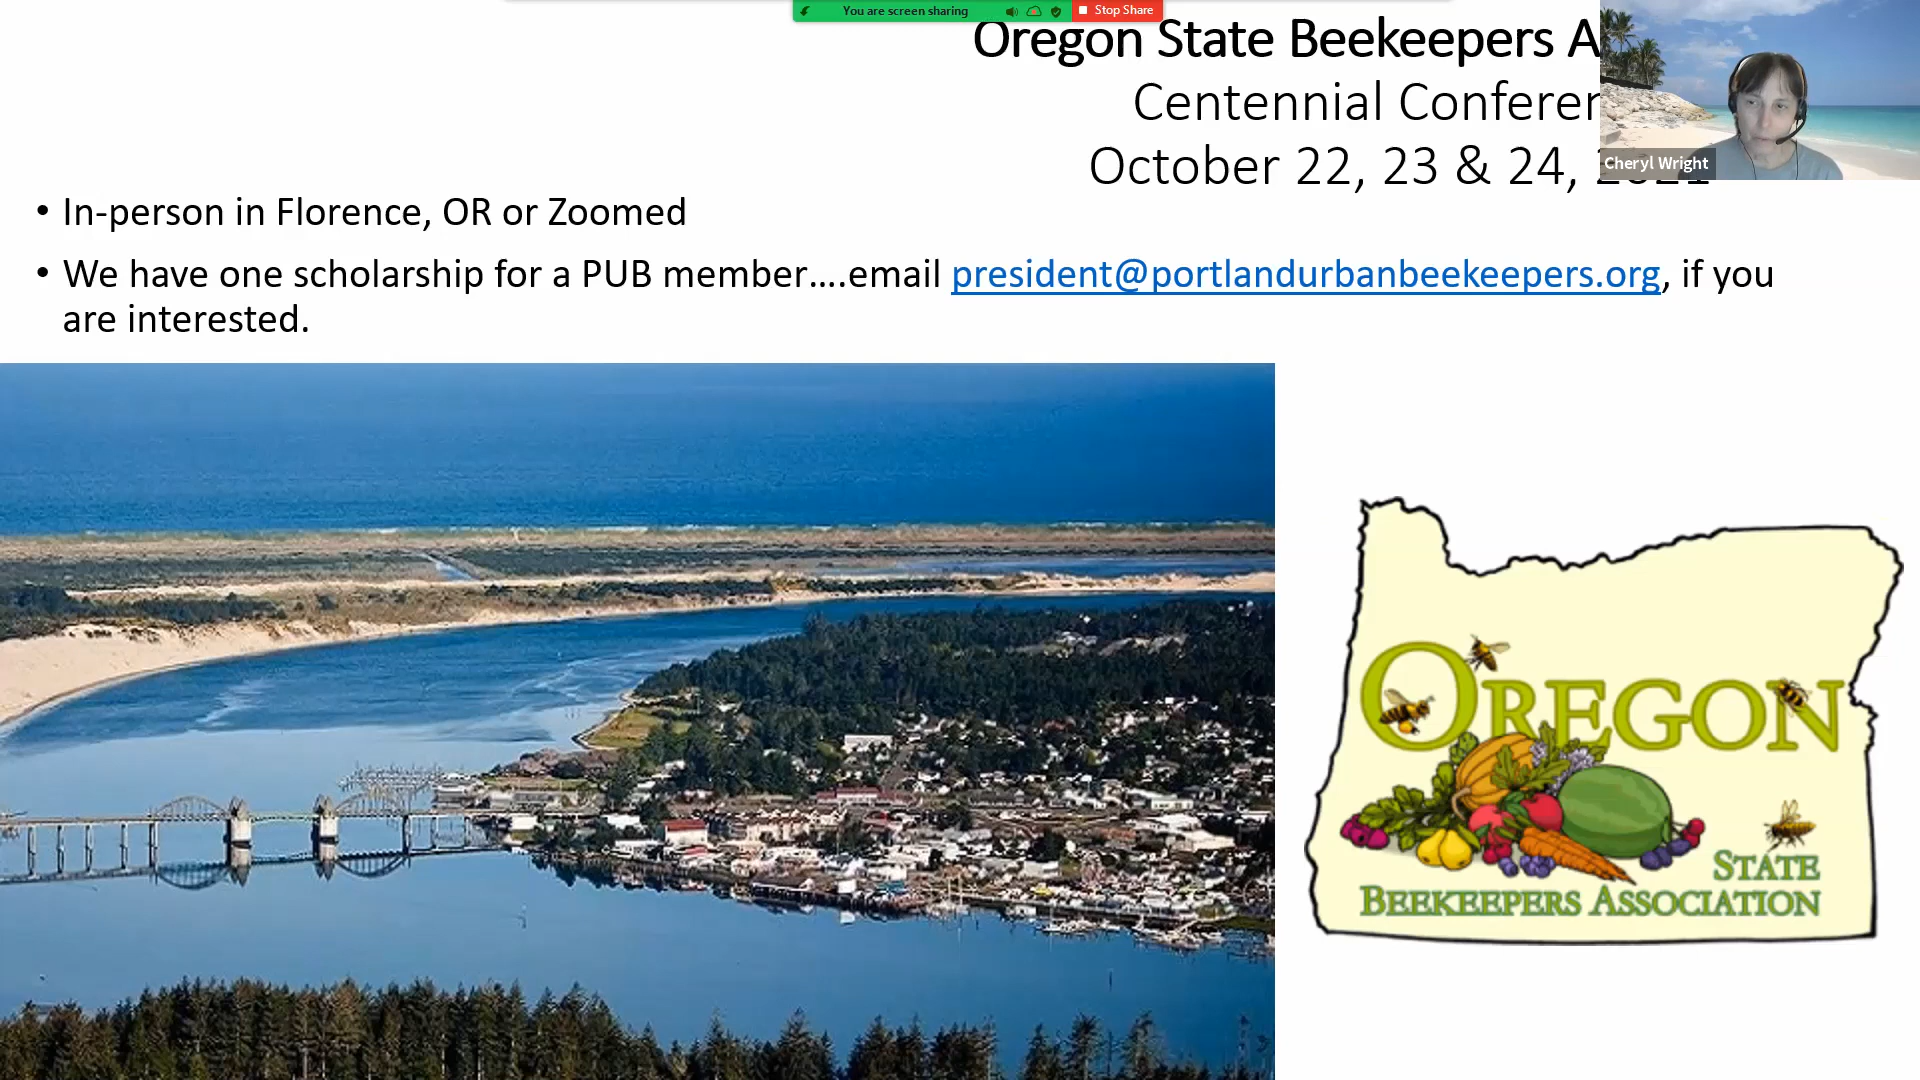 You are screen sharing
Stop Share
Oregon State Beekeepers A
Centennial Conferen
October 22, 23 & 24, 2021
Cheryl Wright
• In-person in Florence, OR or Zoomed
• We have one scholarship for a PUB member….email president@portlandurbanbeekeepers.org, if you
are interested.
OREGON
STATE
BEEKEEPERS ASSOCIATION